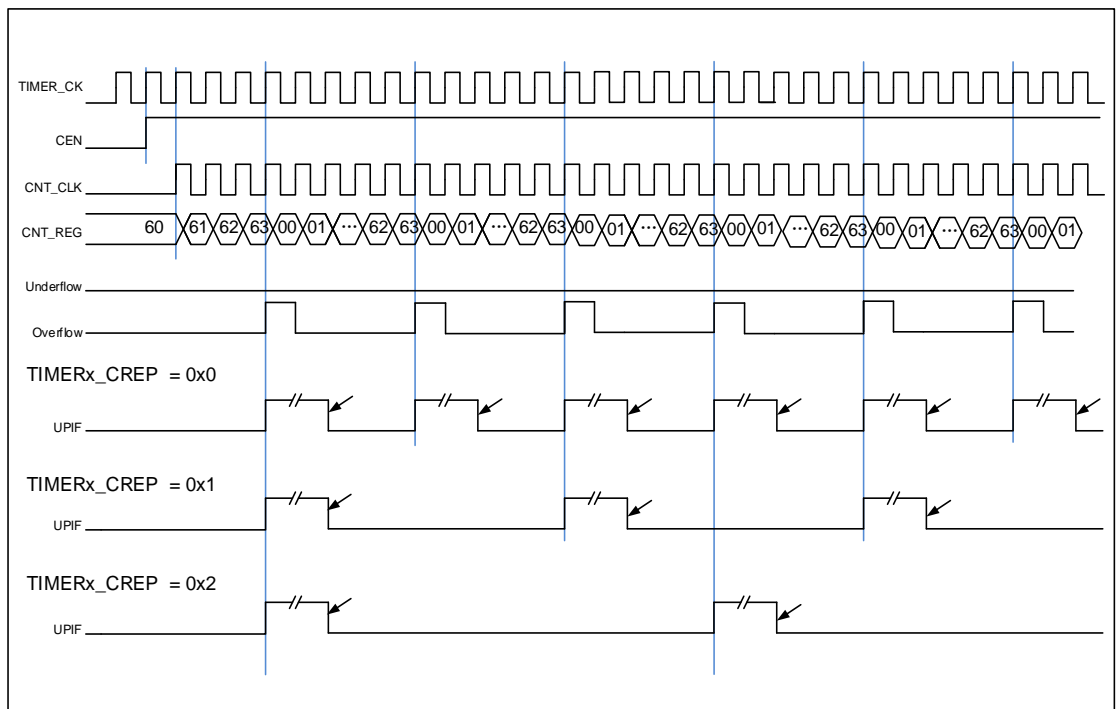 TIMER_CK
CEN
CNT_CLK
CNT_REG 60 61 62 63 00 01 ... 62 63 00 01 ... 62 63 00 01 ... 62 63 00 01 ... 62 63 00 01 ... 62 63 00 01
Underflow
Overflow
TIMERx_CREP = 0x0
UPIF
TIMERx_CREP = 0x1
UPIF
TIMERx_CREP = 0x2
UPIF